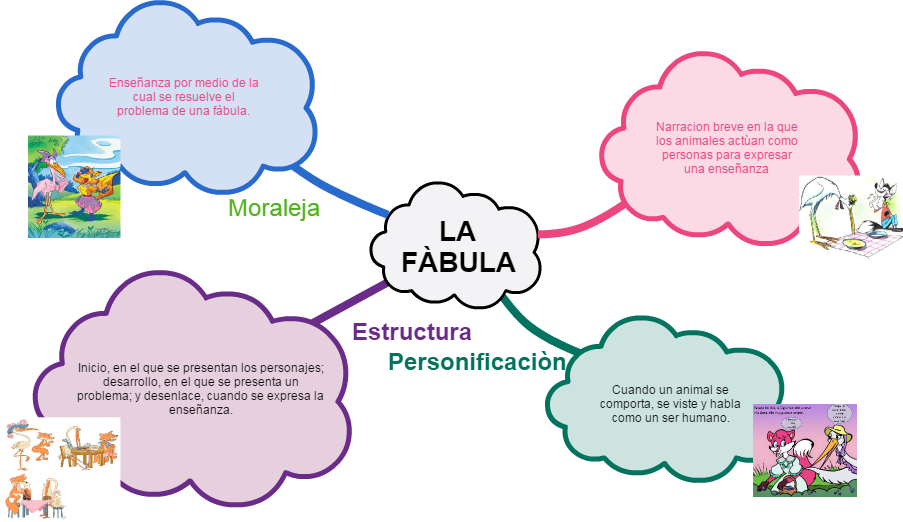 Enseñanza por medio de la
cual se resuelve el
problema de una fàbula.
Narracion breve en la que
los animales actùan como
personas para expresar
una enseñanza
Moraleja
LA
FÀBULA
Estructura
Personificaciòn
Inicio, en el que se presentan los personajes;
desarrollo, en el que se presenta un
problema; y desenlace, cuando se expresa la
enseñanza.
Cuando un animal se
comporta, se viste y habla
como un ser humano.